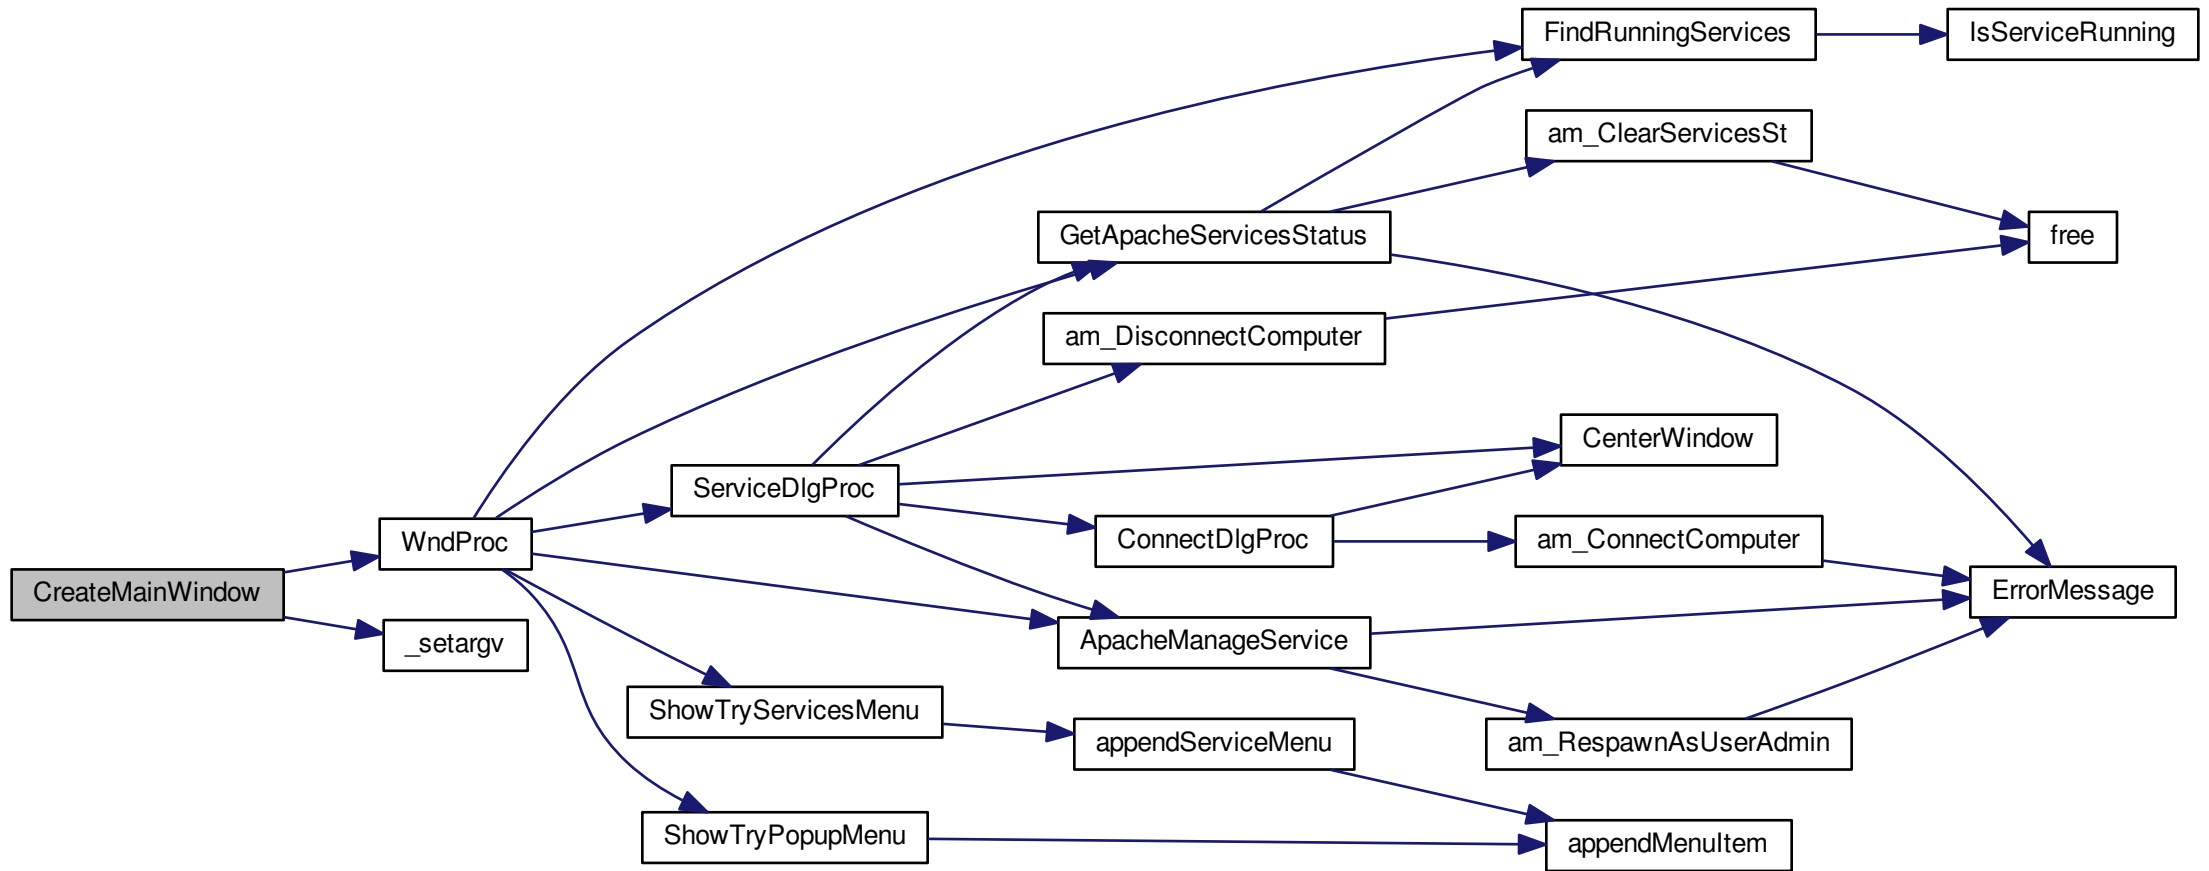 FindRunningServices
IsServiceRunning
am_ClearServicesSt
GetApacheServicesStatus
free
am_DisconnectComputer
CenterWindow
ServiceDlgProc
WndProc
ConnectDlgProc
am_ConnectComputer
CreateMainWindow
ErrorMessage
_setargv
ApacheManageService
ShowTryServicesMenu
appendServiceMenu
am_RespawnAsUserAdmin
ShowTryPopupMenu
appendMenuItem